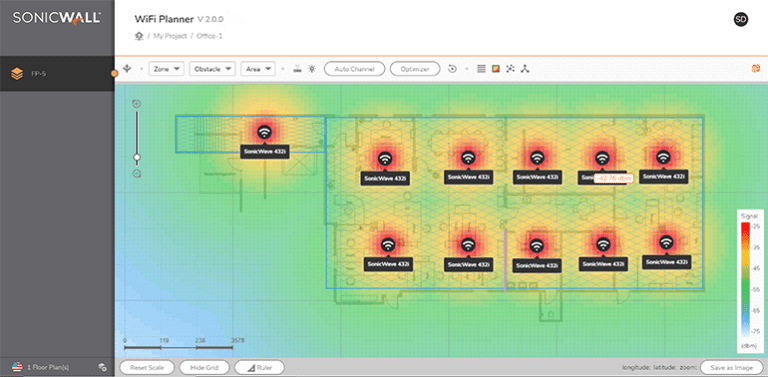 SONICWALL
WiFi Planner V 2.0.0
SD
/ My Project / Office-1
FP-5
Zone
Obstacle
Area
Auto Channel
Optimizer
SonicWave 432i
SonicWave 432i
SonicWave 432i
SonicWave 432i
SonicWave 432i
SonicWave 432i
-42.76 dBm
SonicWave 432i
SonicWave 432i
SonicWave 432i
SonicWave 432i
SonicWave 432i
Signal
-25
-35
-45
-55
-65
-75
(dBm)
0 119 238 357ft
1 Floor Plan(s)
Reset Scale
Hide Grid
Ruler
longitude: latitude: zoom:
Save as Image